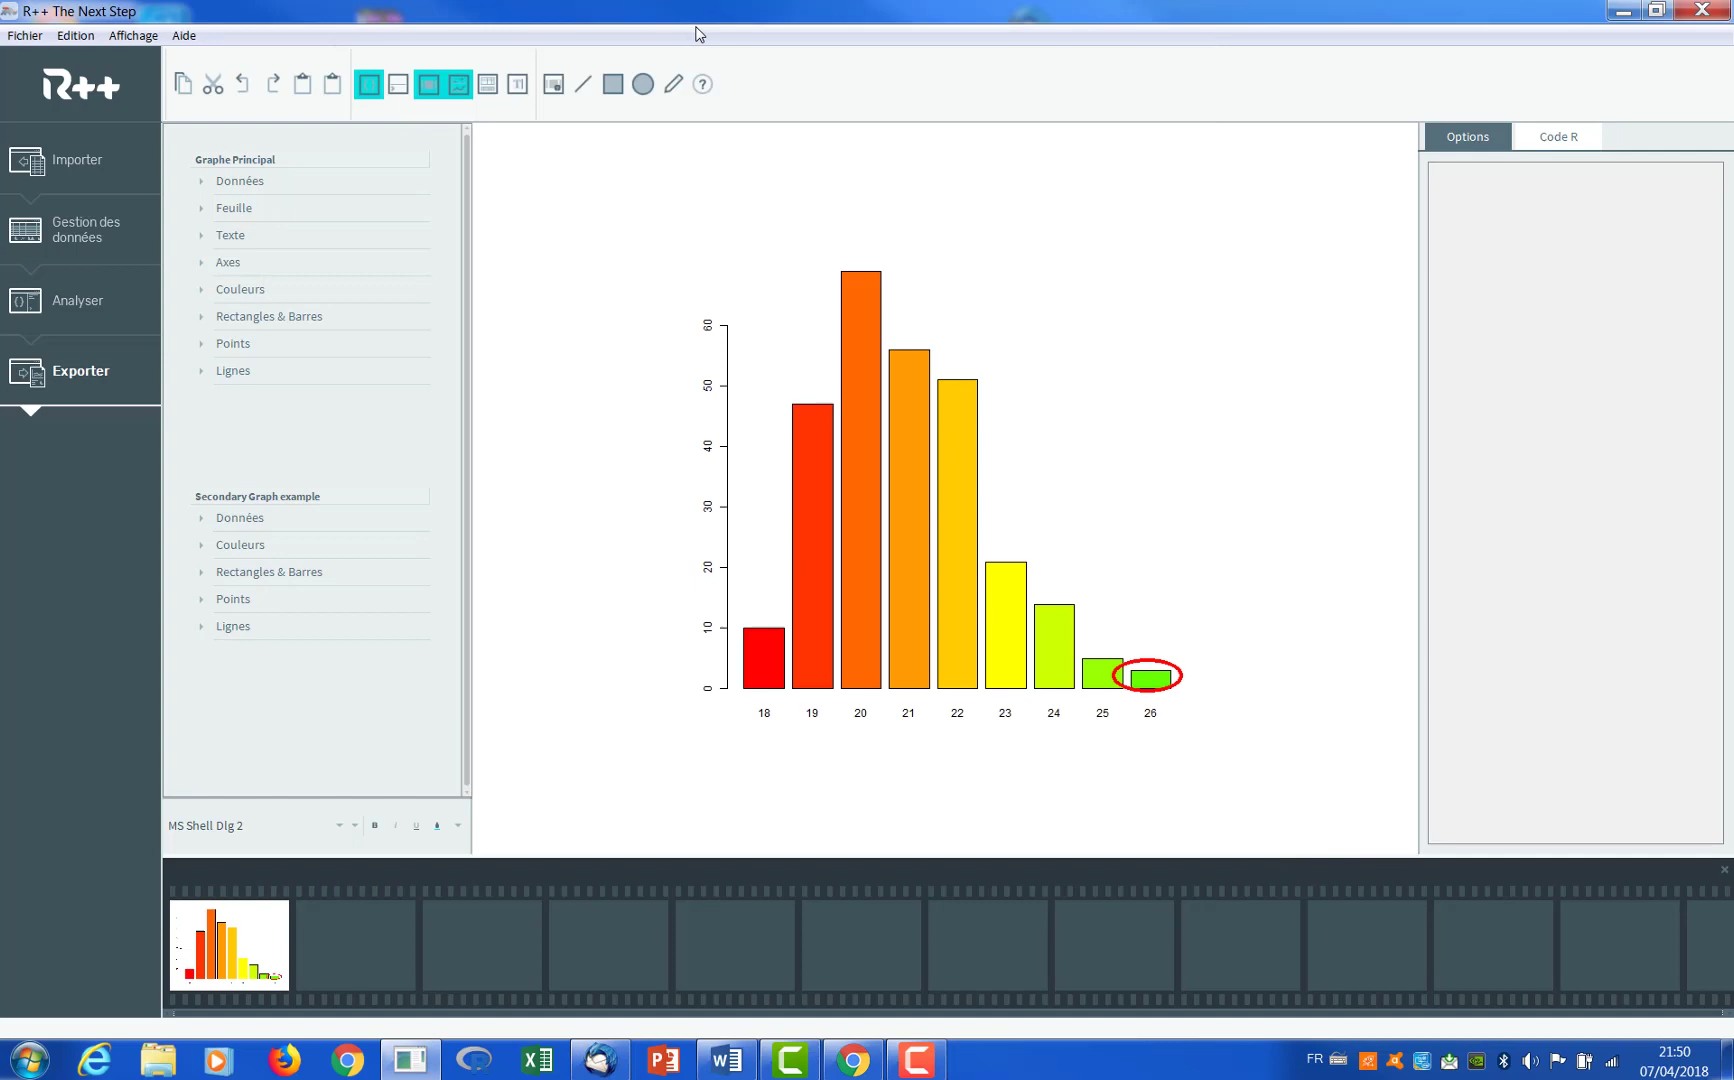 R++ The Next Step
Fichier Edition Affichage Aide
R++
Options Code R
Importer
Gestion des
données
Analyser
Exporter
Graphe Principal
Données
Feuille
Texte
Axes
Couleurs
Rectangles & Barres
Points
Lignes
Secondary Graph example
Données
Couleurs
Rectangles & Barres
Points
Lignes
MS Shell Dlg 2 B I U
60
50
40
30
20
10
0
18 19 20 21 22 23 24 25 26
FR
21:50
07/04/2018